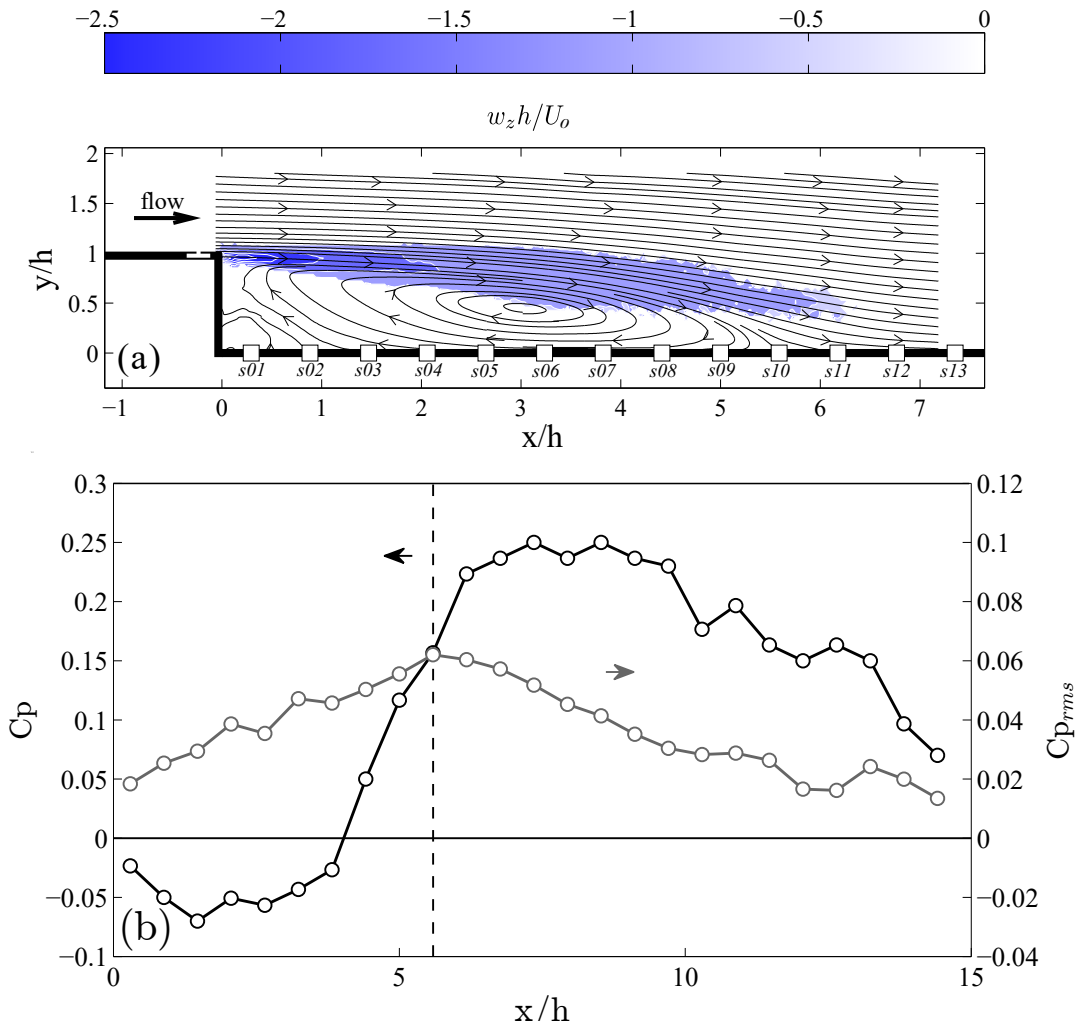 −2.5 −2 −1.5 −1 −0.5 0
w_z h/U_o
2
1.5
1
0.5
0
y/h
flow
(a)
s01 s02 s03 s04 s05 s06 s07 s08 s09 s10 s11 s12 s13
−1 0 1 2 3 4 5 6 7
x/h
0.3
0.25
0.2
0.15
0.1
0.05
0
−0.05
−0.1
Cp
(b)
0.12
0.1
0.08
0.06
0.04
0.02
0
−0.02
−0.04
Cp_rms
0 5 10 15
x/h